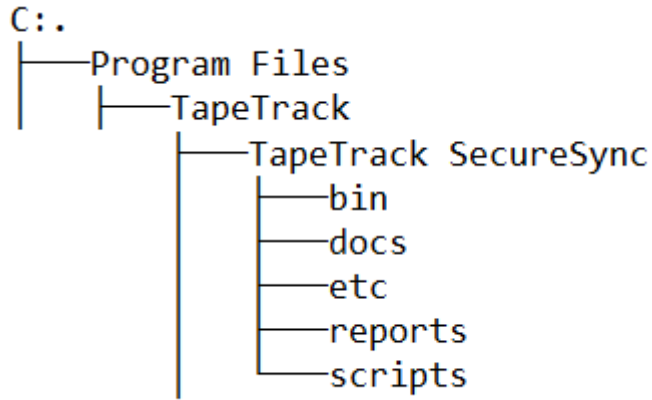 C:.
Program Files
TapeTrack
TapeTrack SecureSync
bin
docs
etc
reports
scripts